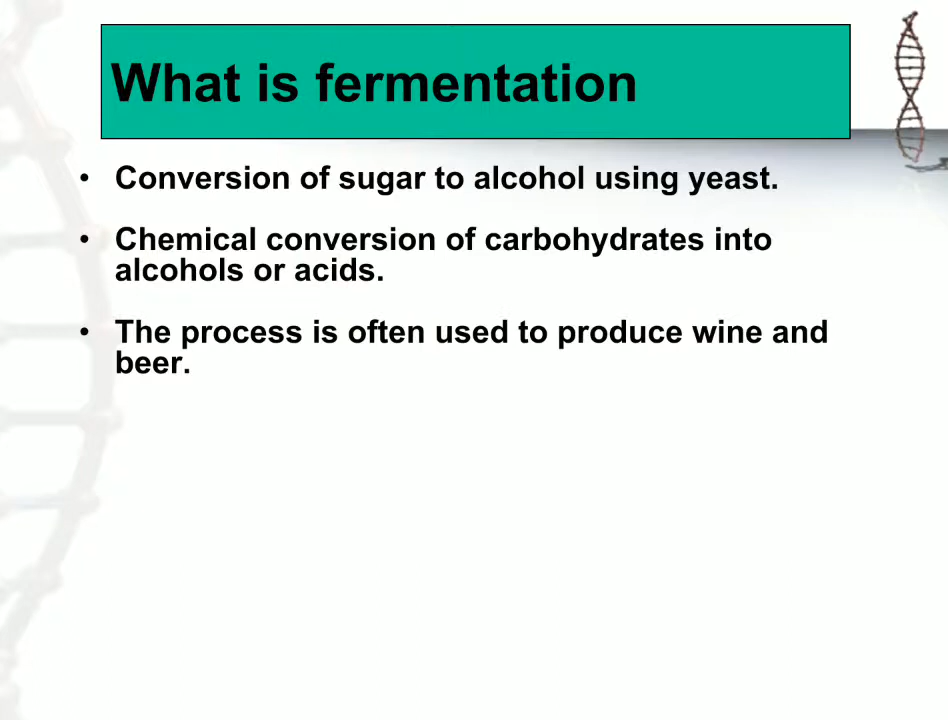 What is fermentation
• Conversion of sugar to alcohol using yeast.
• Chemical conversion of carbohydrates into
alcohols or acids.
• The process is often used to produce wine and
beer.